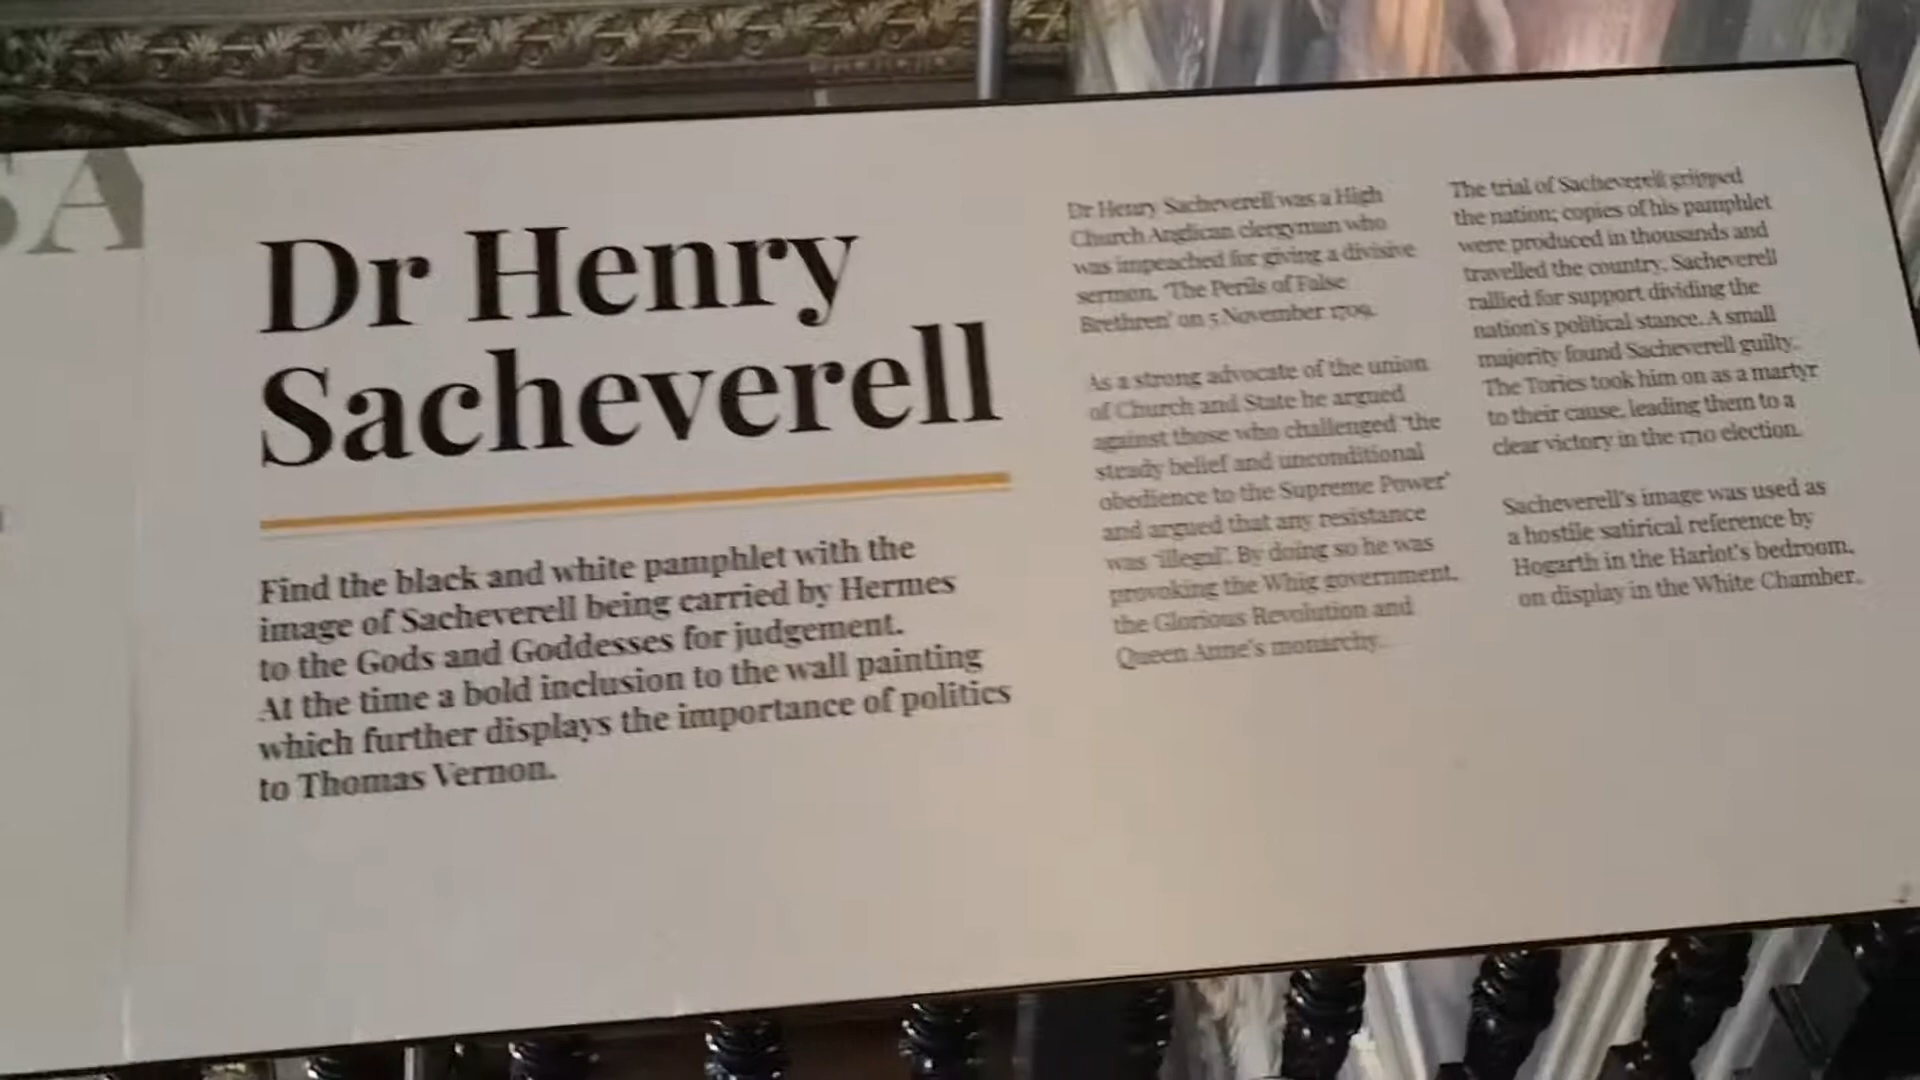 SA
Dr Henry
Sacheverell
Find the black and white pamphlet with the
image of Sacheverell being carried by Hermes
to the Gods and Goddesses for judgement.
At the time a bold inclusion to the wall painting
which further displays the importance of politics
to Thomas Vernon.
Dr Henry Sacheverell was a High
Church Anglican clergyman who
was impeached for giving a divisive
sermon, 'The Perils of False
Brethren' on 5 November 1709.
As a strong advocate of the union
of Church and State he argued
against those who challenged "the
steady belief and unconditional
obedience to the Supreme Power"
and argued that any resistance
was "illegal". By doing so he was
provoking the Whig government,
the Glorious Revolution and
Queen Anne's monarchy.
The trial of Sacheverell gripped
the nation; copies of his pamphlet
were produced in thousands and
travelled the country. Sacheverell
rallied for support dividing the
nation's political stance. A small
majority found Sacheverell guilty.
The Tories took him on as a martyr
to their cause, leading them to a
clear victory in the 1710 election.
Sacheverell's image was used as
a hostile satirical reference by
Hogarth in the Harlot's bedroom,
on display in the White Chamber.